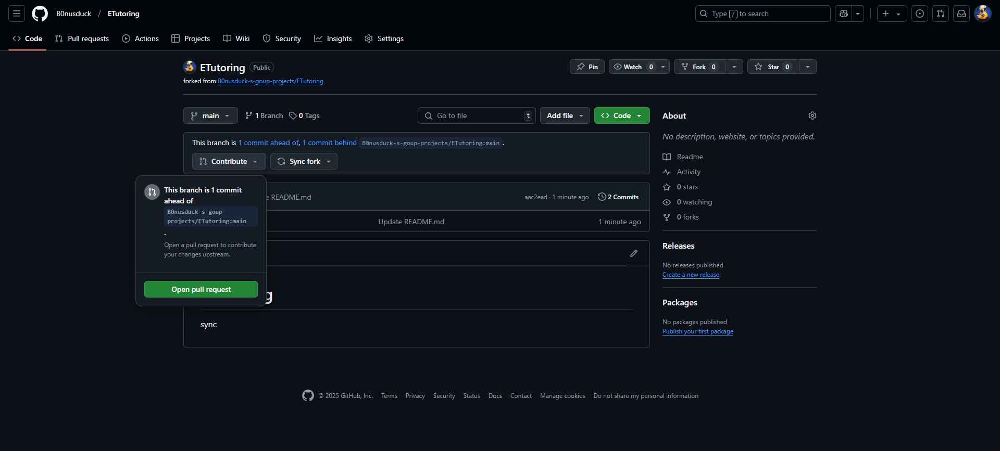 B0nusduck / ETutoring
Type / to search
Code Pull requests Actions Projects Wiki Security Insights Settings
ETutoring Public
Pin Watch 0 Fork 0 Star 0
forked from B0nusduck-s-goup-projects/ETutoring
main 1 Branch 0 Tags
Go to file t Add file Code
This branch is 1 commit ahead of, 1 commit behind B0nusduck-s-goup-projects/ETutoring:main .
Contribute Sync fork
This branch is 1 commit
ahead of
B0nusduck-s-goup-
projects/ETutoring:main
.
Open a pull request to contribute
your changes upstream.
Open pull request
README.md aac2ead · 1 minute ago 2 Commits
Update README.md 1 minute ago
sync
About
No description, website, or topics provided.
Readme
Activity
0 stars
0 watching
0 forks
Releases
No releases published
Create a new release
Packages
No packages published
Publish your first package
© 2025 GitHub, Inc. Terms Privacy Security Status Docs Contact Manage cookies Do not share my personal information